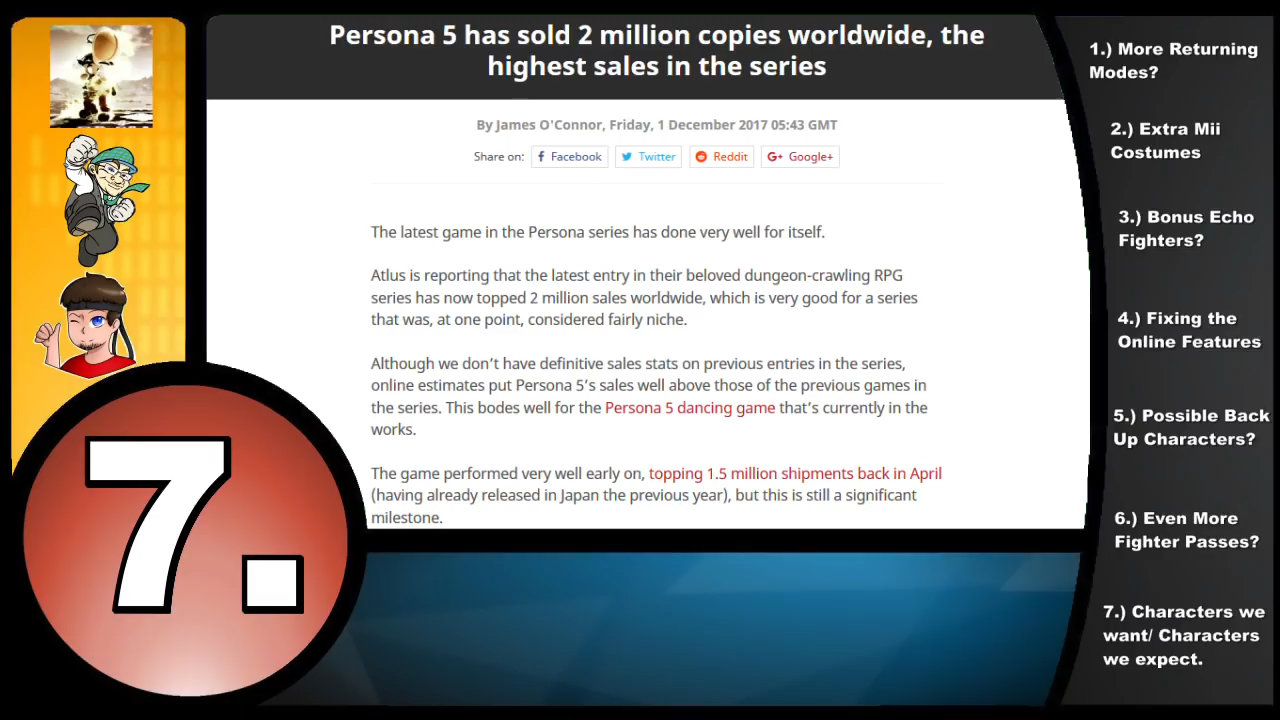 Persona 5 has sold 2 million copies worldwide, the
highest sales in the series
By James O'Connor, Friday, 1 December 2017 05:43 GMT
Share on: Facebook Twitter Reddit G+ Google+
The latest game in the Persona series has done very well for itself.
Atlus is reporting that the latest entry in their beloved dungeon-crawling RPG
series has now topped 2 million sales worldwide, which is very good for a series
that was, at one point, considered fairly niche.
Although we don't have definitive sales stats on previous entries in the series,
online estimates put Persona 5's sales well above those of the previous games in
the series. This bodes well for the Persona 5 dancing game that's currently in the
works.
The game performed very well early on, topping 1.5 million shipments back in April
(having already released in Japan the previous year), but this is still a significant
milestone.
7.
1.) More Returning
Modes?
2.) Extra Mii
Costumes
3.) Bonus Echo
Fighters?
4.) Fixing the
Online Features
5.) Possible Back
Up Characters?
6.) Even More
Fighter Passes?
7.) Characters we
want/ Characters
we expect.